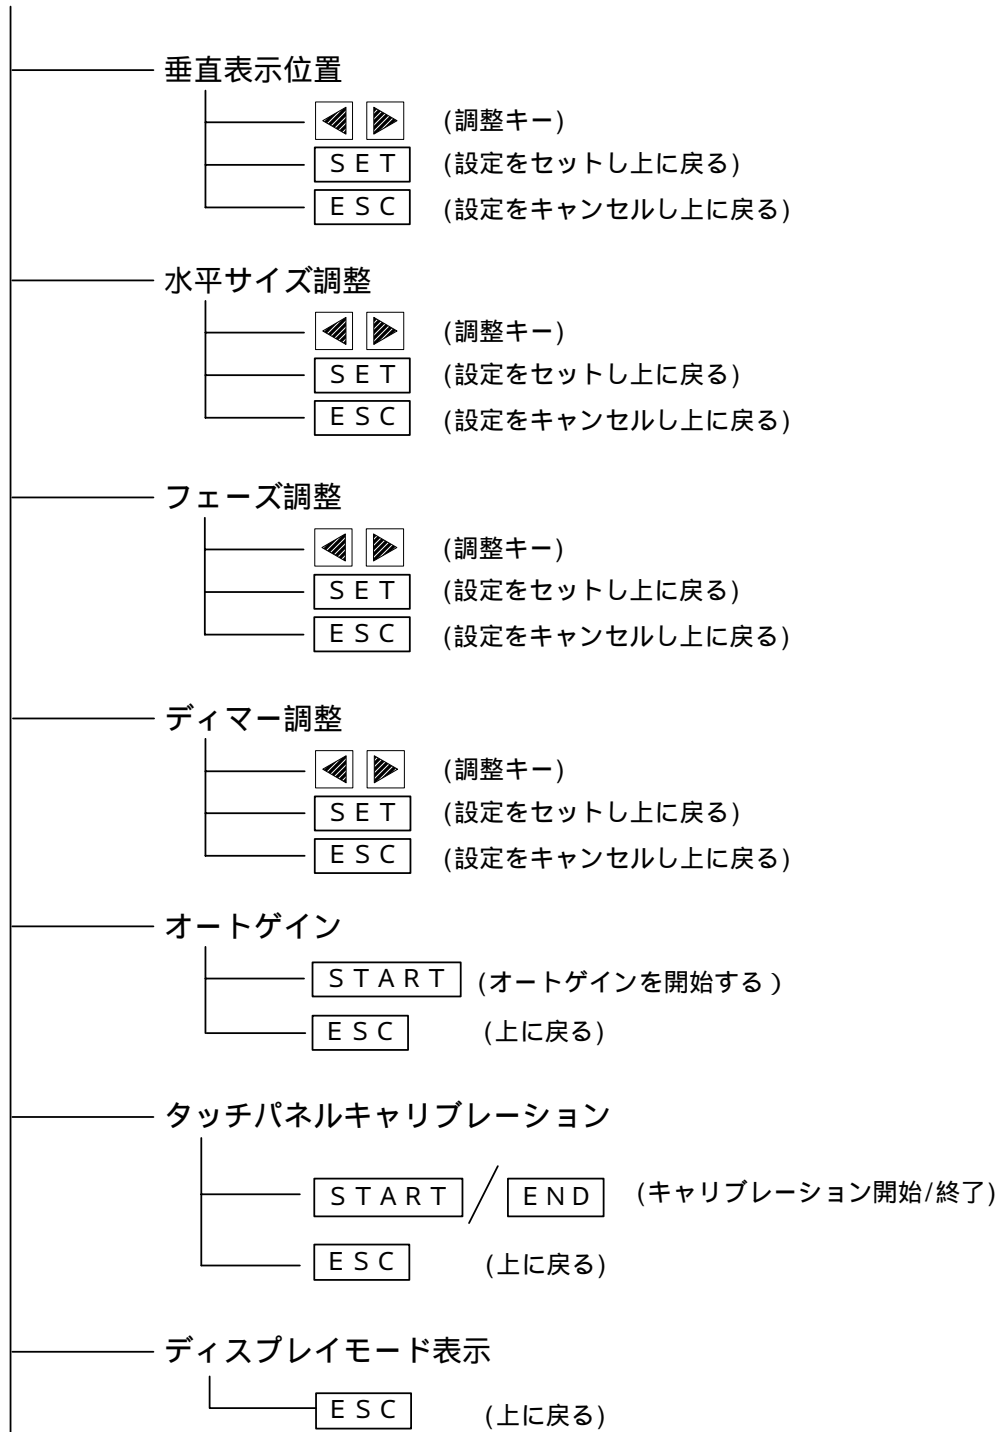 垂直表示位置
(調整キー)
SET (設定をセットし上に戻る)
ESC (設定をキャンセルし上に戻る)
水平サイズ調整
(調整キー)
SET (設定をセットし上に戻る)
ESC (設定をキャンセルし上に戻る)
フェーズ調整
(調整キー)
SET (設定をセットし上に戻る)
ESC (設定をキャンセルし上に戻る)
ディマー調整
(調整キー)
SET (設定をセットし上に戻る)
ESC (設定をキャンセルし上に戻る)
オートゲイン
START (オートゲインを開始する)
ESC (上に戻る)
タッチパネルキャリブレーション
START / END (キャリブレーション開始/終了)
ESC (上に戻る)
ディスプレイモード表示
ESC (上に戻る)